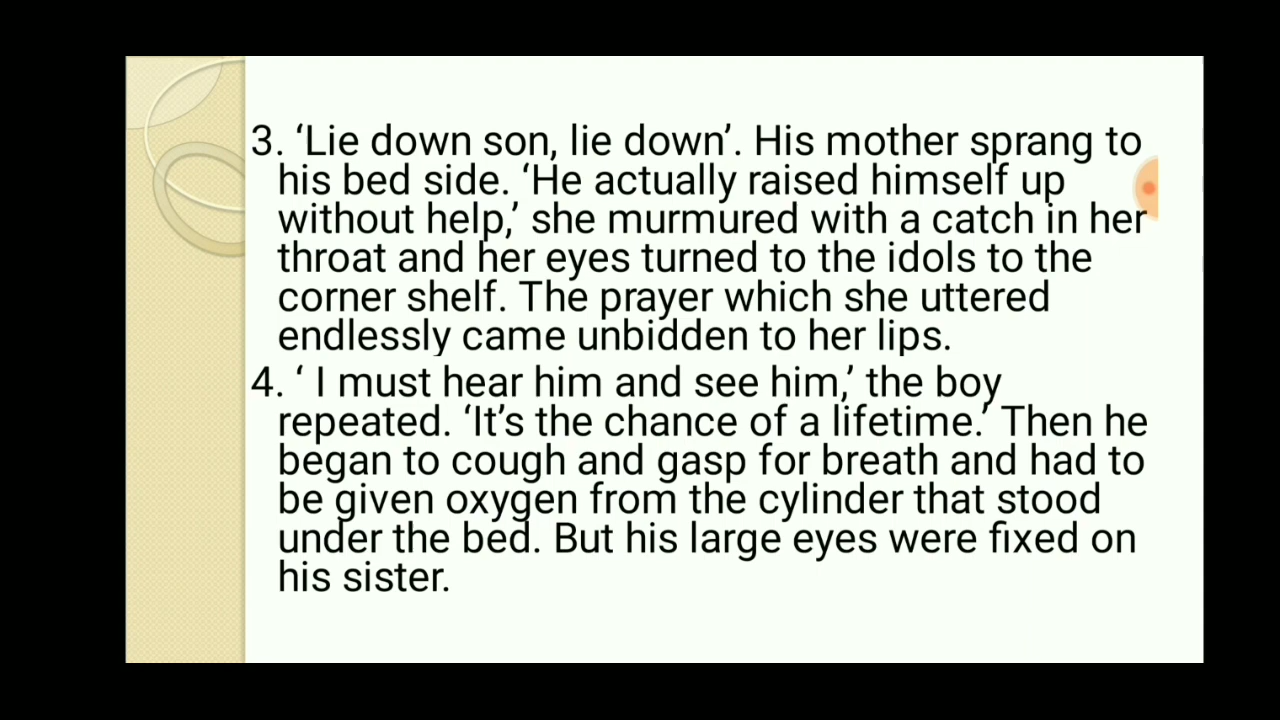 3. ‘Lie down son, lie down’. His mother sprang to
his bed side. ‘He actually raised himself up
without help,’ she murmured with a catch in her
throat and her eyes turned to the idols to the
corner shelf. The prayer which she uttered
endlessly came unbidden to her lips.
4. ‘ I must hear him and see him,’ the boy
repeated. ‘It’s the chance of a lifetime.’ Then he
began to cough and gasp for breath and had to
be given oxygen from the cylinder that stood
under the bed. But his large eyes were fixed on
his sister.